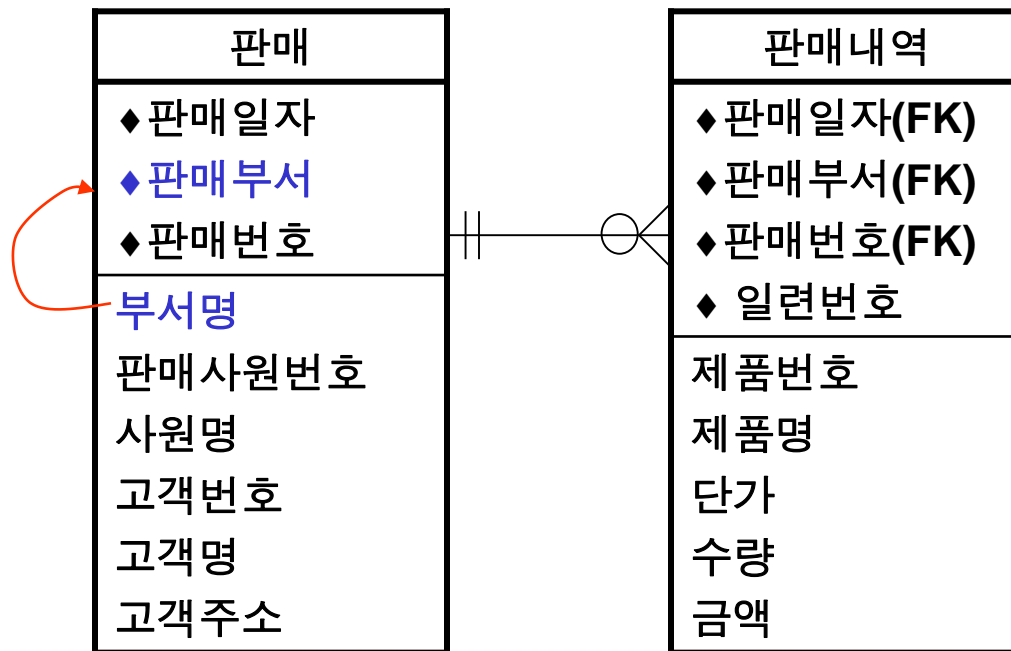 판매
♦판매일자
♦판매부서
♦판매번호
부서명
판매사원번호
사원명
고객번호
고객명
고객주소
판매내역
♦판매일자(FK)
♦판매부서(FK)
♦판매번호(FK)
♦ 일련번호
제품번호
제품명
단가
수량
금액